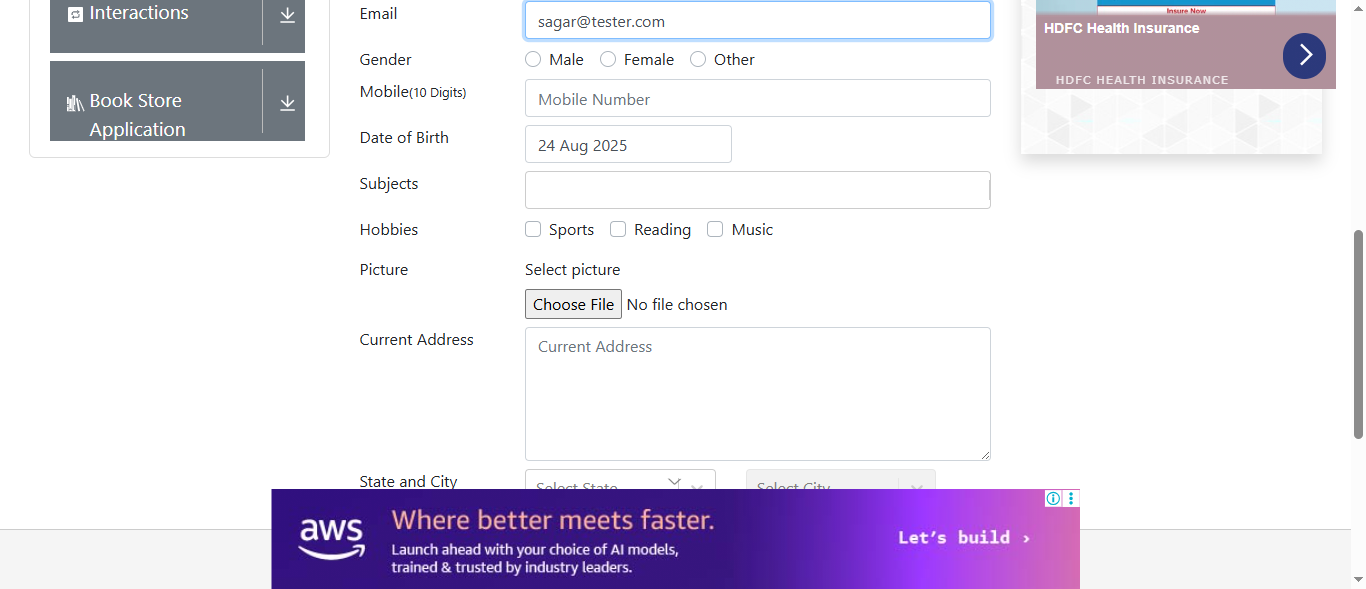 Interactions
Book Store
Application
Email
sagar@tester.com
Gender
Male Female Other
Mobile(10 Digits)
Mobile Number
Date of Birth
24 Aug 2025
Subjects
Hobbies
Sports Reading Music
Picture
Select picture
Choose File No file chosen
Current Address
Current Address
State and City
Select State
Select City
Insure Now
HDFC Health Insurance
HDFC HEALTH INSURANCE
aws
Where better meets faster.
Launch ahead with your choice of AI models,
trained & trusted by industry leaders.
Let's build ›